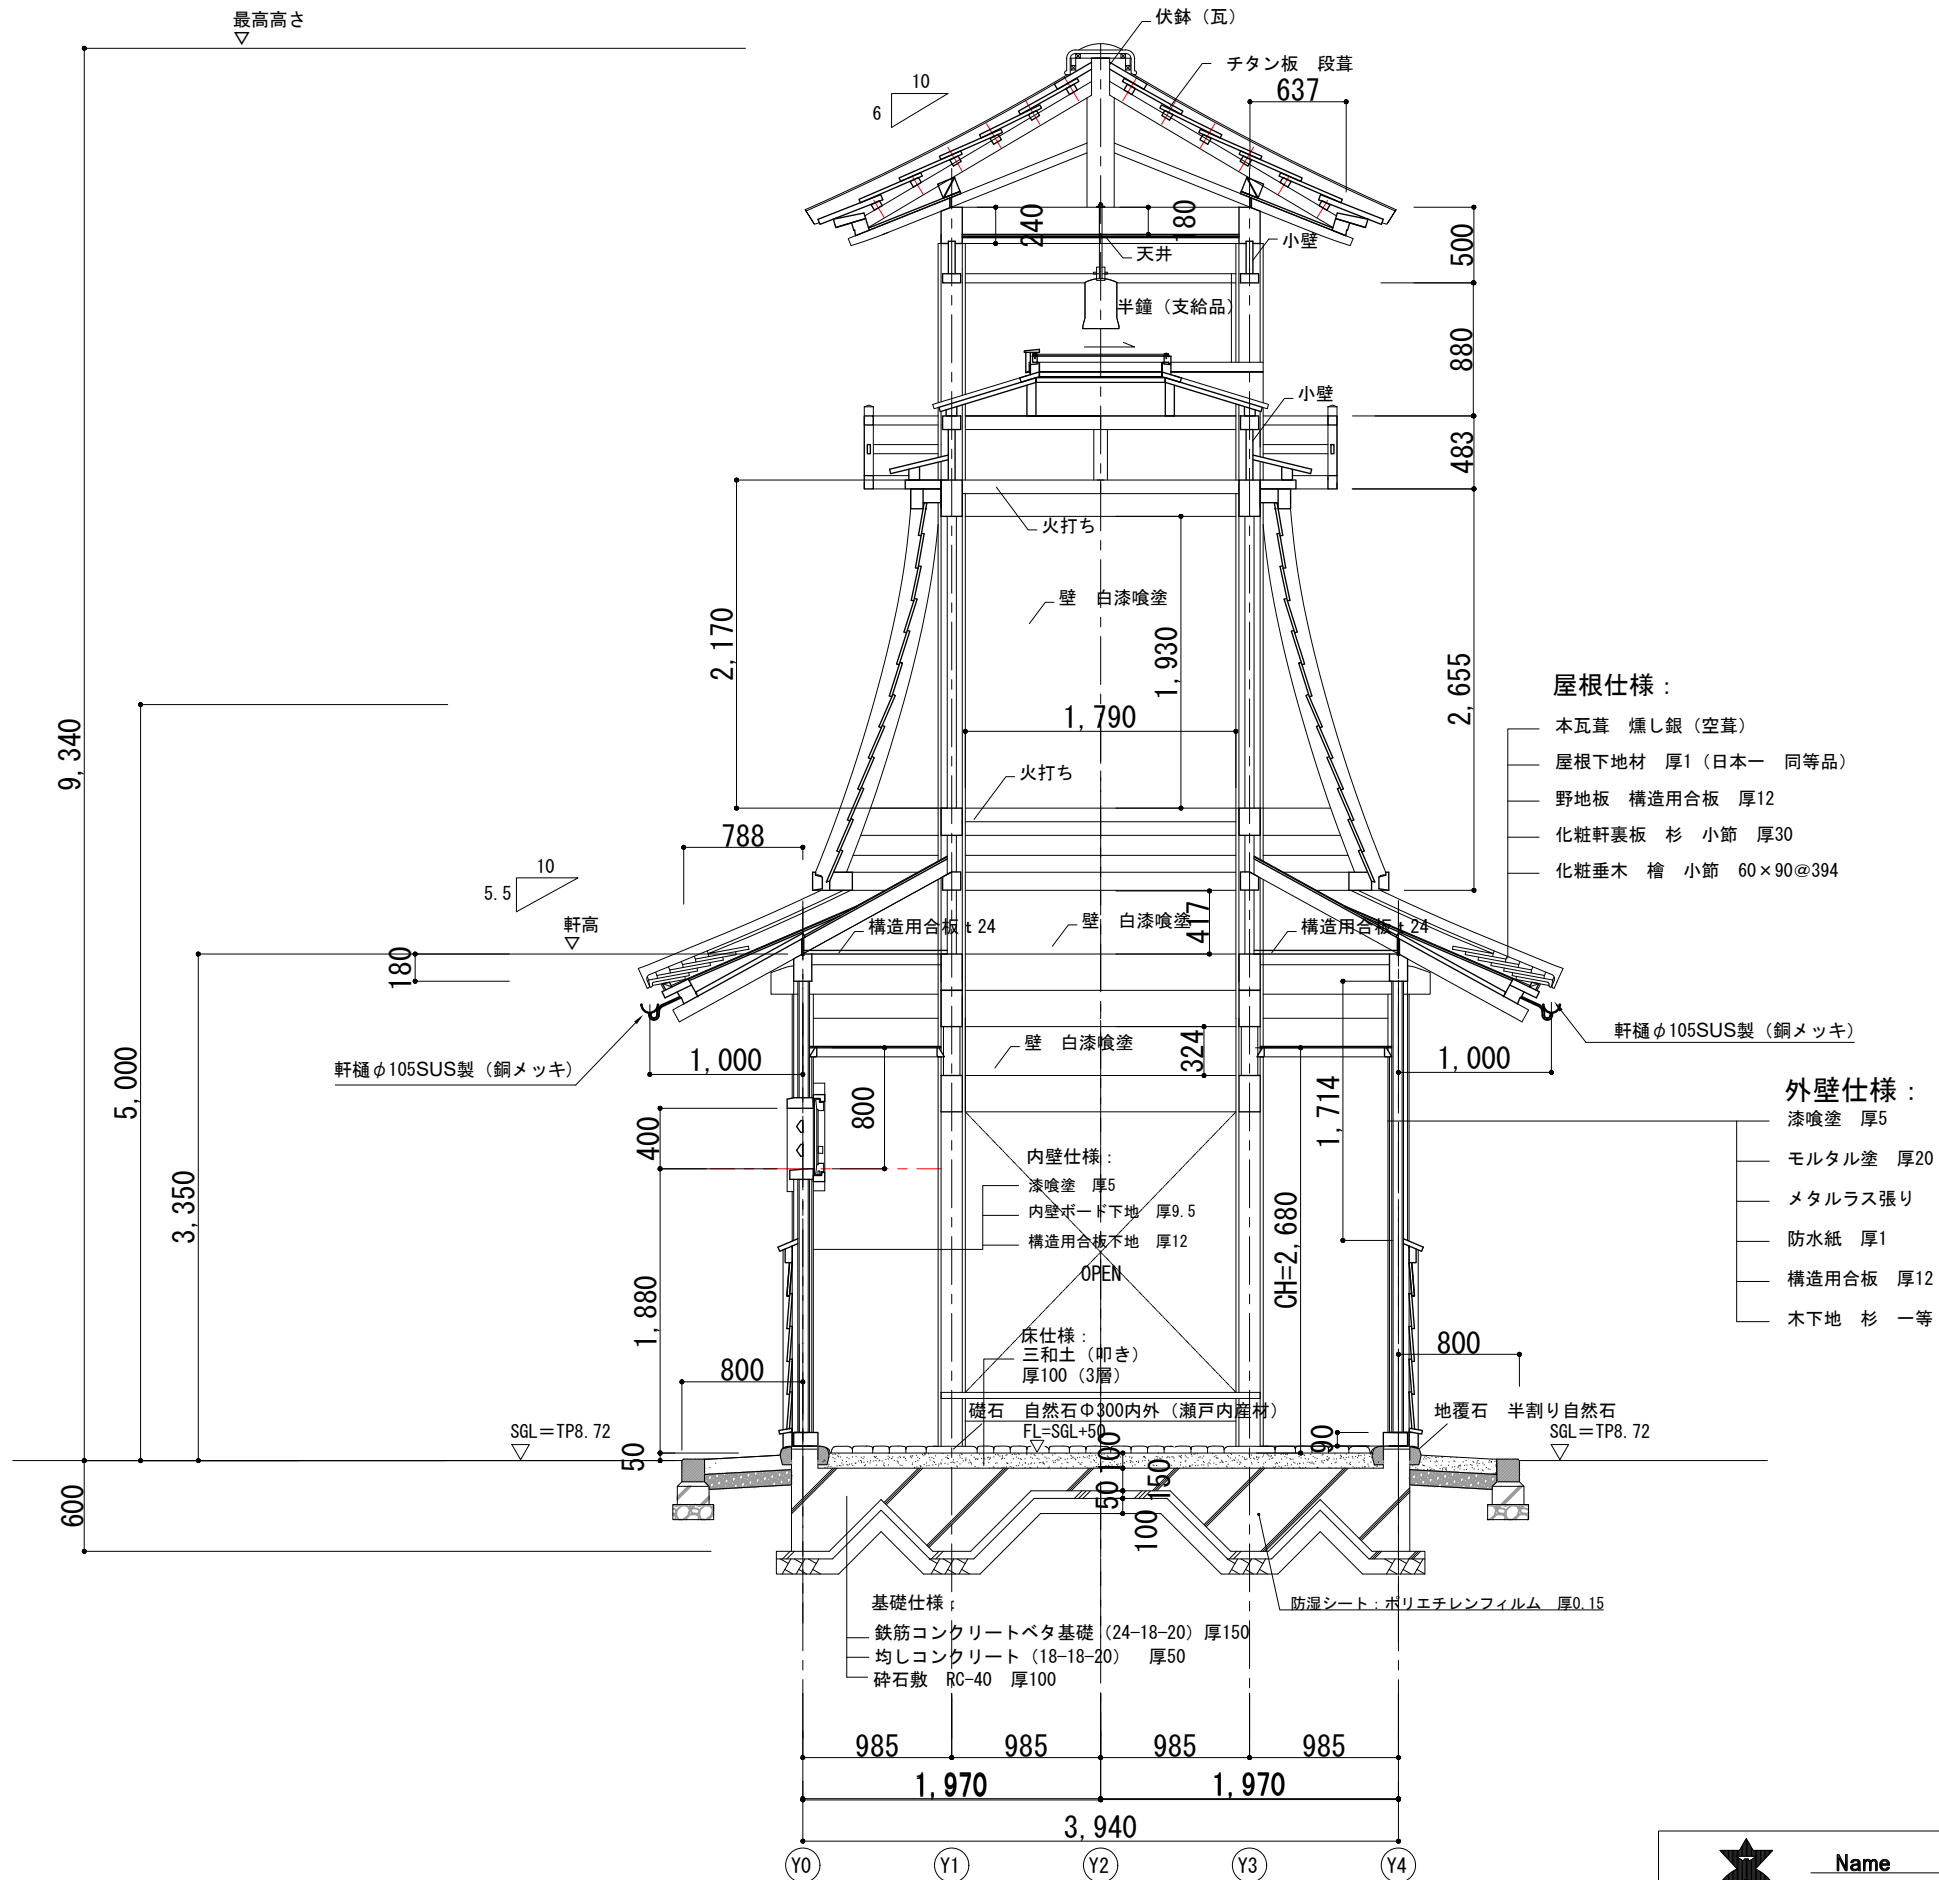 最高高さ
伏鉢（瓦）
チタン板　段葺
637
10
6
240
180
天井
小壁
500
半鐘（支給品）
880
小壁
483
火打ち
2,170
壁　白漆喰塗
1,930
2,655
1,790
火打ち
9,340
5,000
788
10
5.5
軒高
180
構造用合板ｔ24
壁　白漆喰塗
417
構造用合板ｔ24
屋根仕様：
本瓦葺　燻し銀（空葺）
屋根下地材　厚1（日本一　同等品）
野地板　構造用合板　厚12
化粧軒裏板　杉　小節　厚30
化粧垂木　檜　小節　60×90@394
軒樋φ105SUS製（銅メッキ）
1,000
壁　白漆喰塗
324
1,000
軒樋φ105SUS製（銅メッキ）
3,350
400
800
1,714
外壁仕様：
漆喰塗　厚5
モルタル塗　厚20
メタルラス張り
防水紙　厚1
構造用合板　厚12
木下地　杉　一等
内壁仕様：
漆喰塗　厚5
内壁ボード下地　厚9.5
構造用合板下地　厚12
OPEN
CH=2,680
1,880
800
床仕様：
三和土（叩き）
厚100（3層）
800
礎石　自然石Φ300内外（瀬戸内産材）
FL=SGL+50
地覆石　半割り自然石
SGL＝TP8.72
SGL＝TP8.72
50
90
600
100
50
150
100
基礎仕様：
鉄筋コンクリートベタ基礎（24-18-20）厚150
均しコンクリート（18-18-20）　厚50
砕石敷　RC-40　厚100
防湿シート：ポリエチレンフィルム　厚0.15
985
985
985
985
1,970
1,970
3,940
Y0
Y1
Y2
Y3
Y4
Name